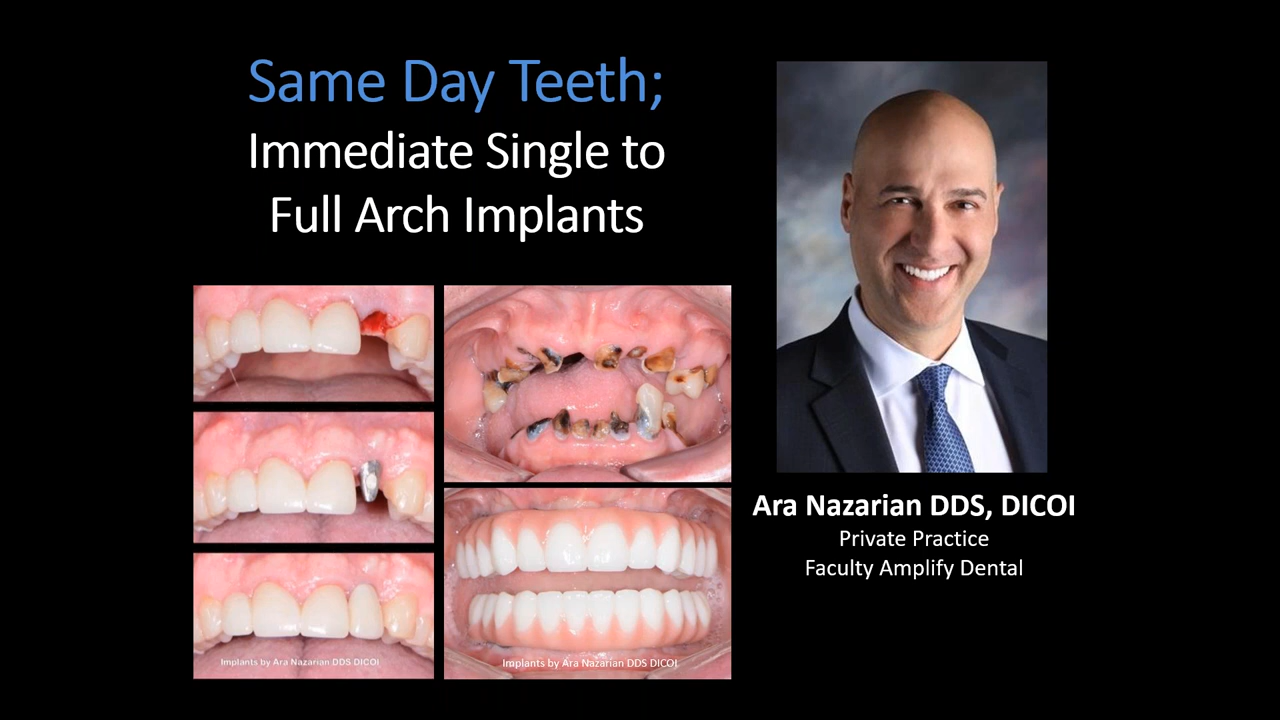 Same Day Teeth;
Immediate Single to
Full Arch Implants
Implants by Ara Nazarian DDS DICOI
Implants by Ara Nazarian DDS DICOI
Ara Nazarian DDS, DICOI
Private Practice
Faculty Amplify Dental